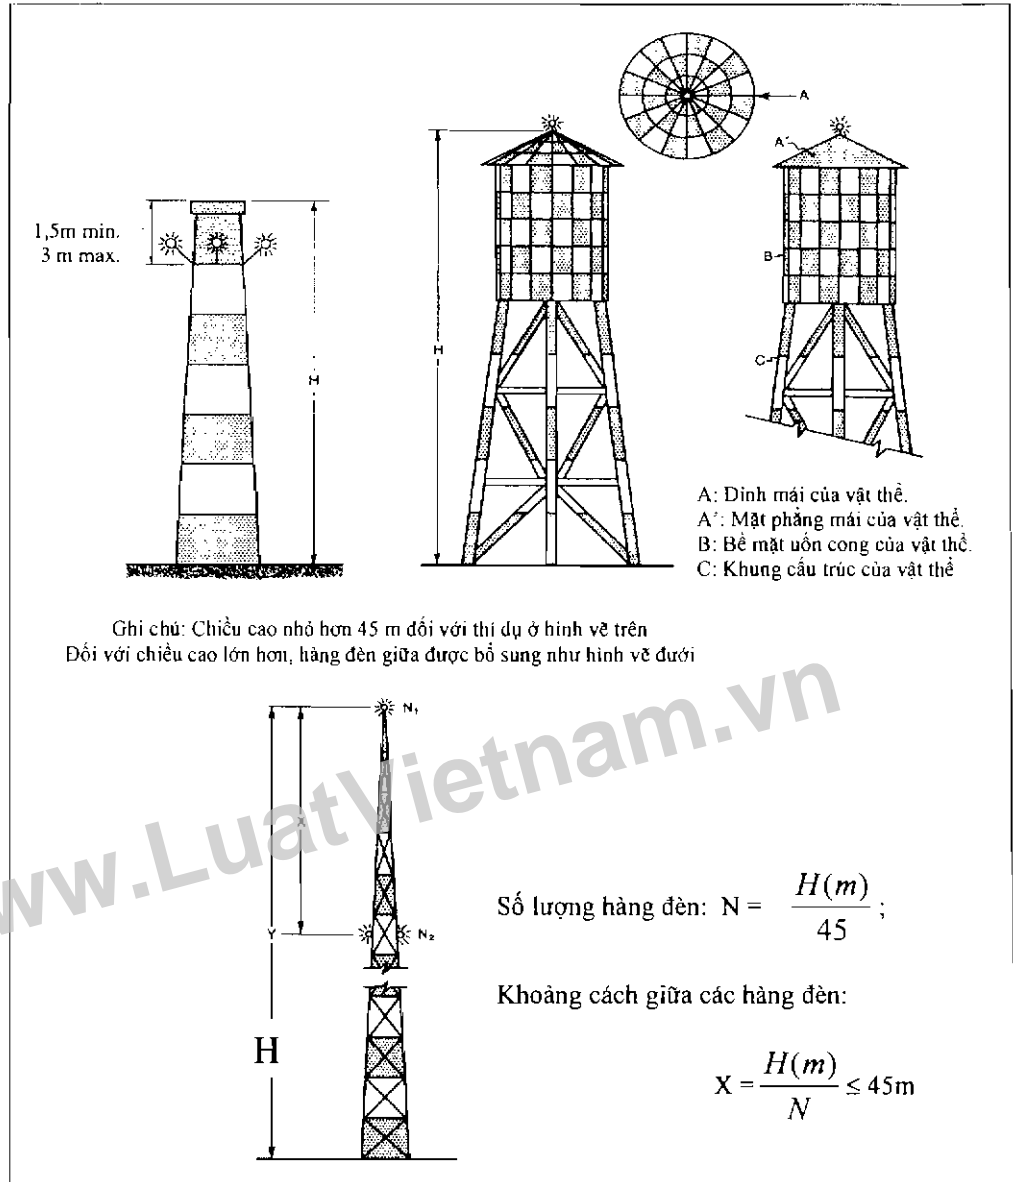 A
A´
1,5m min.
3 m max.
B
H
H
C
A: Đỉnh mái của vật thể.
A´: Mặt phẳng mái của vật thể.
B: Bề mặt uốn cong của vật thể.
C: Khung cấu trúc của vật thể
Ghi chú: Chiều cao nhỏ hơn 45 m đối với thí dụ ở hình vẽ trên
Đối với chiều cao lớn hơn, hàng đèn giữa được bổ sung như hình vẽ dưới
N₁
X
www.LuatVietnam.vn
Số lượng hàng đèn: N = H(m)/45 ;
Y
N₂
Khoảng cách giữa các hàng đèn:
H
X = H(m)/N ≤ 45m